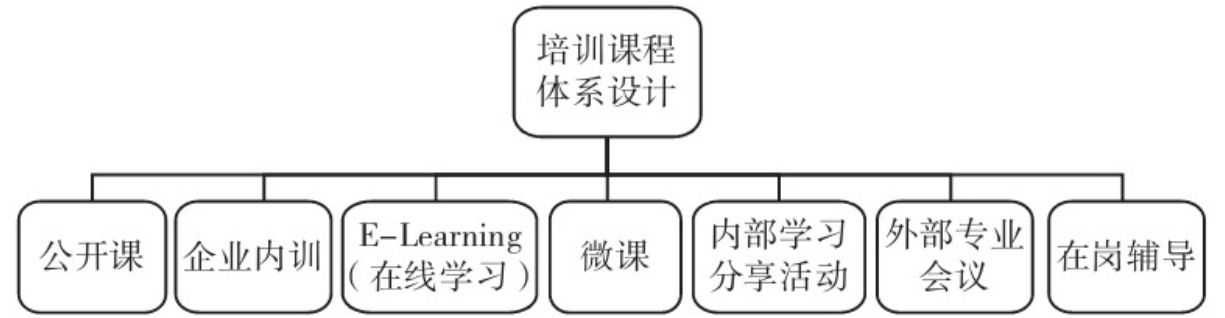 培训课程
体系设计
公开课
企业内训
E-Learning
（在线学习）
微课
内部学习
分享活动
外部专业
会议
在岗辅导